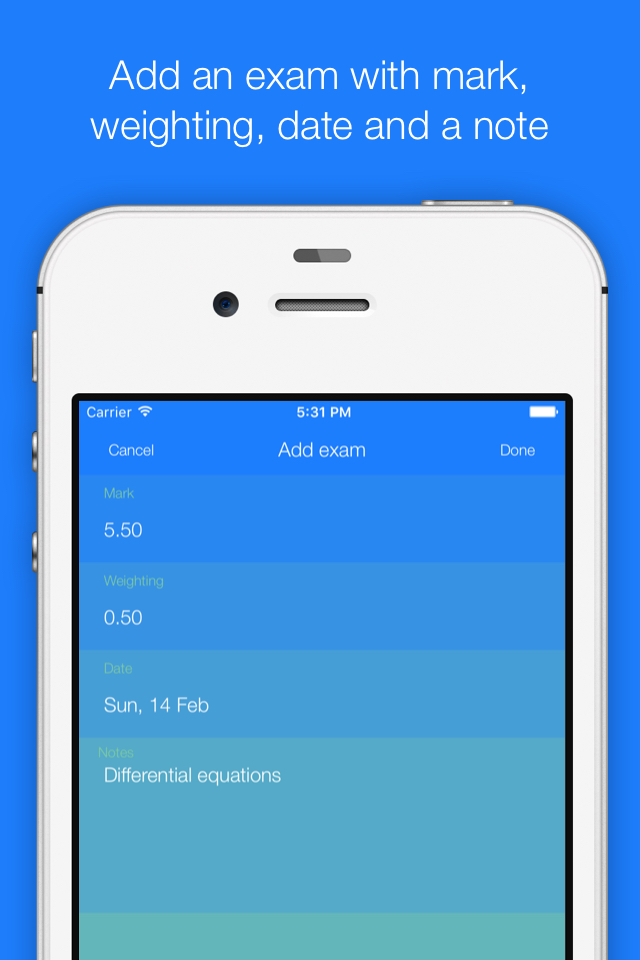 Add an exam with mark,
weighting, date and a note
Carrier 5:31 PM
Cancel Add exam Done
Mark
5.50
Weighting
0.50
Date
Sun, 14 Feb
Notes
Differential equations